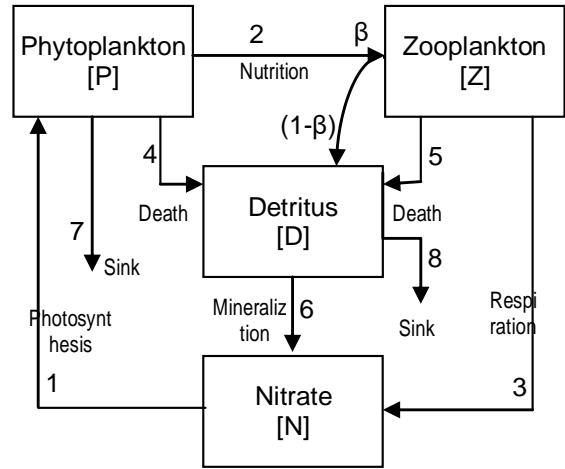 Phytoplankton
[P]
2
β
Nutrition
Zooplankton
[Z]
(1-β)
4
5
Death
Detritus
[D]
Death
7
Sink
8
Sink
Mineraliz
tion
6
Respi
ration
Photosynt
hesis
1
Nitrate
[N]
3